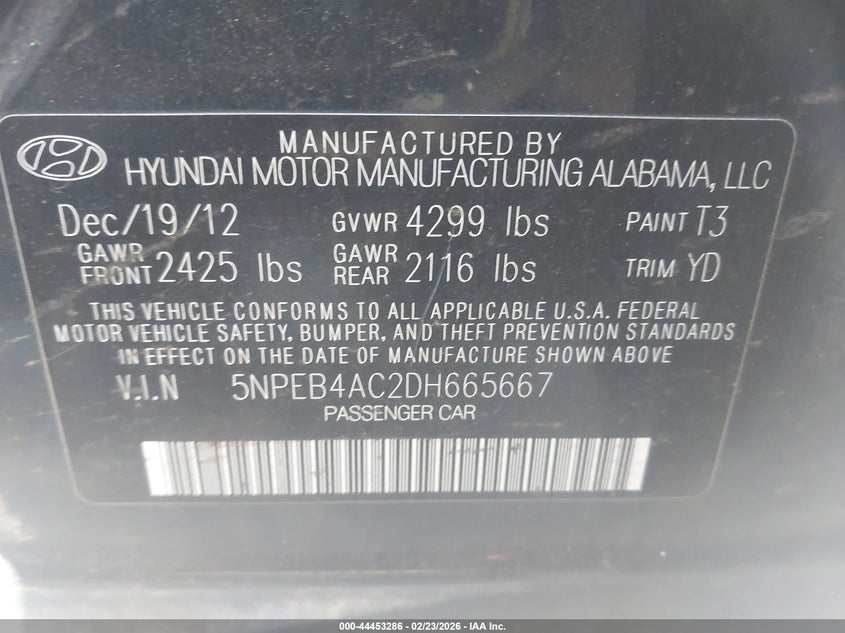 MANUFACTURED BY
HYUNDAI MOTOR MANUFACTURING ALABAMA, LLC
Dec/19/12 GVWR 4299 lbs PAINT T3
GAWR FRONT 2425 lbs GAWR REAR 2116 lbs TRIM YD
THIS VEHICLE CONFORMS TO ALL APPLICABLE U.S.A. FEDERAL
MOTOR VEHICLE SAFETY, BUMPER, AND THEFT PREVENTION STANDARDS
IN EFFECT ON THE DATE OF MANUFACTURE SHOWN ABOVE
V.I.N 5NPEB4AC2DH665667
PASSENGER CAR
000-44453286 - 02/23/2026 - IAA Inc.